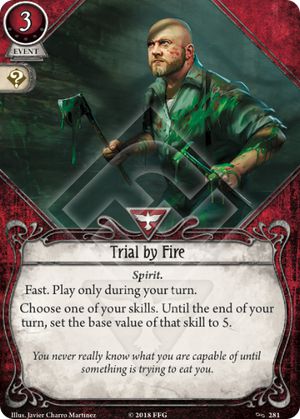 3
EVENT
?
Trial by Fire
Spirit.
Fast. Play only during your turn.
Choose one of your skills. Until the end of your
turn, set the base value of that skill to 5.
You never really know what you are capable of until
something is trying to eat you.
Illus. Javier Charro Martínez
© 2018 FFG
281